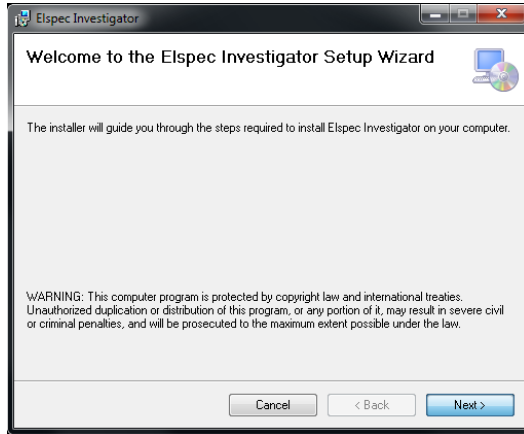 Elspec Investigator
Welcome to the Elspec Investigator Setup Wizard
The installer will guide you through the steps required to install Elspec Investigator on your computer.
WARNING: This computer program is protected by copyright law and international treaties.
Unauthorized duplication or distribution of this program, or any portion of it, may result in severe civil
or criminal penalties, and will be prosecuted to the maximum extent possible under the law.
Cancel
< Back
Next >